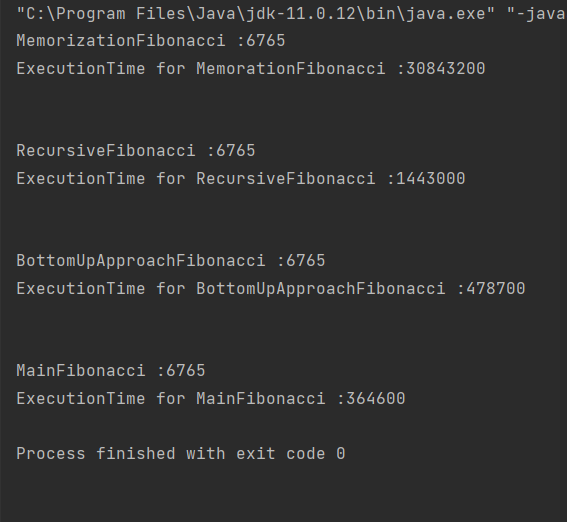 "C:\Program Files\Java\jdk-11.0.12\bin\java.exe" "-java
MemorizationFibonacci :6765
ExecutionTime for MemorationFibonacci :30843200
RecursiveFibonacci :6765
ExecutionTime for RecursiveFibonacci :1443000
BottomUpApproachFibonacci :6765
ExecutionTime for BottomUpApproachFibonacci :478700
MainFibonacci :6765
ExecutionTime for MainFibonacci :364600
Process finished with exit code 0